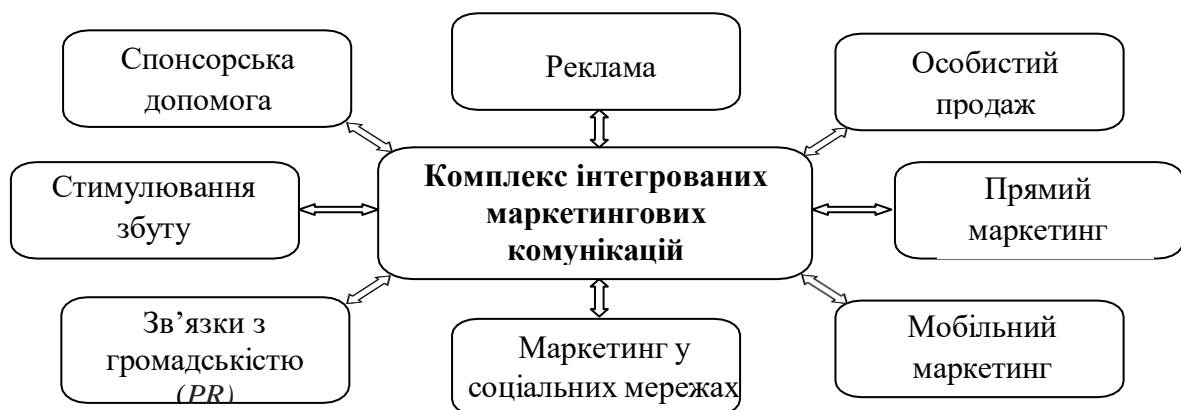 Спонсорська
допомога
Реклама
Особистий
продаж
Стимулювання
збуту
Комплекс інтегрованих
маркетингових
комунікацій
Прямий
маркетинг
Зв’язки з
громадськістю
(PR)
Маркетинг у
соціальних мережах
Мобільний
маркетинг